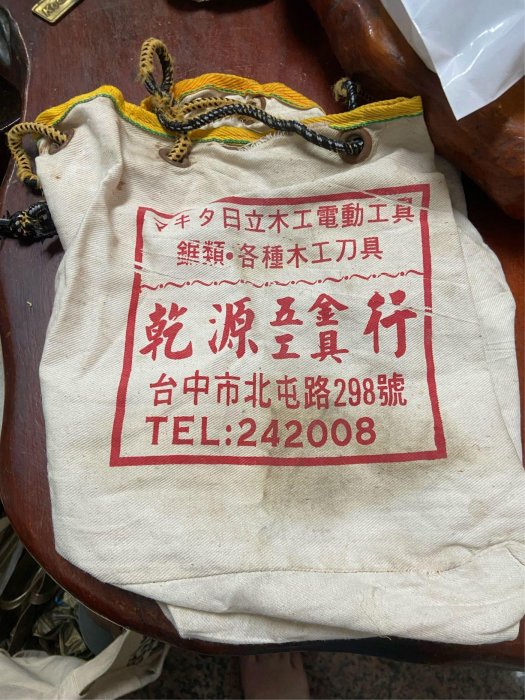 マキタ日立木工電動工具
鋸類•各種木工刀具
乾源五金工具行
台中市北屯路298號
TEL:242008